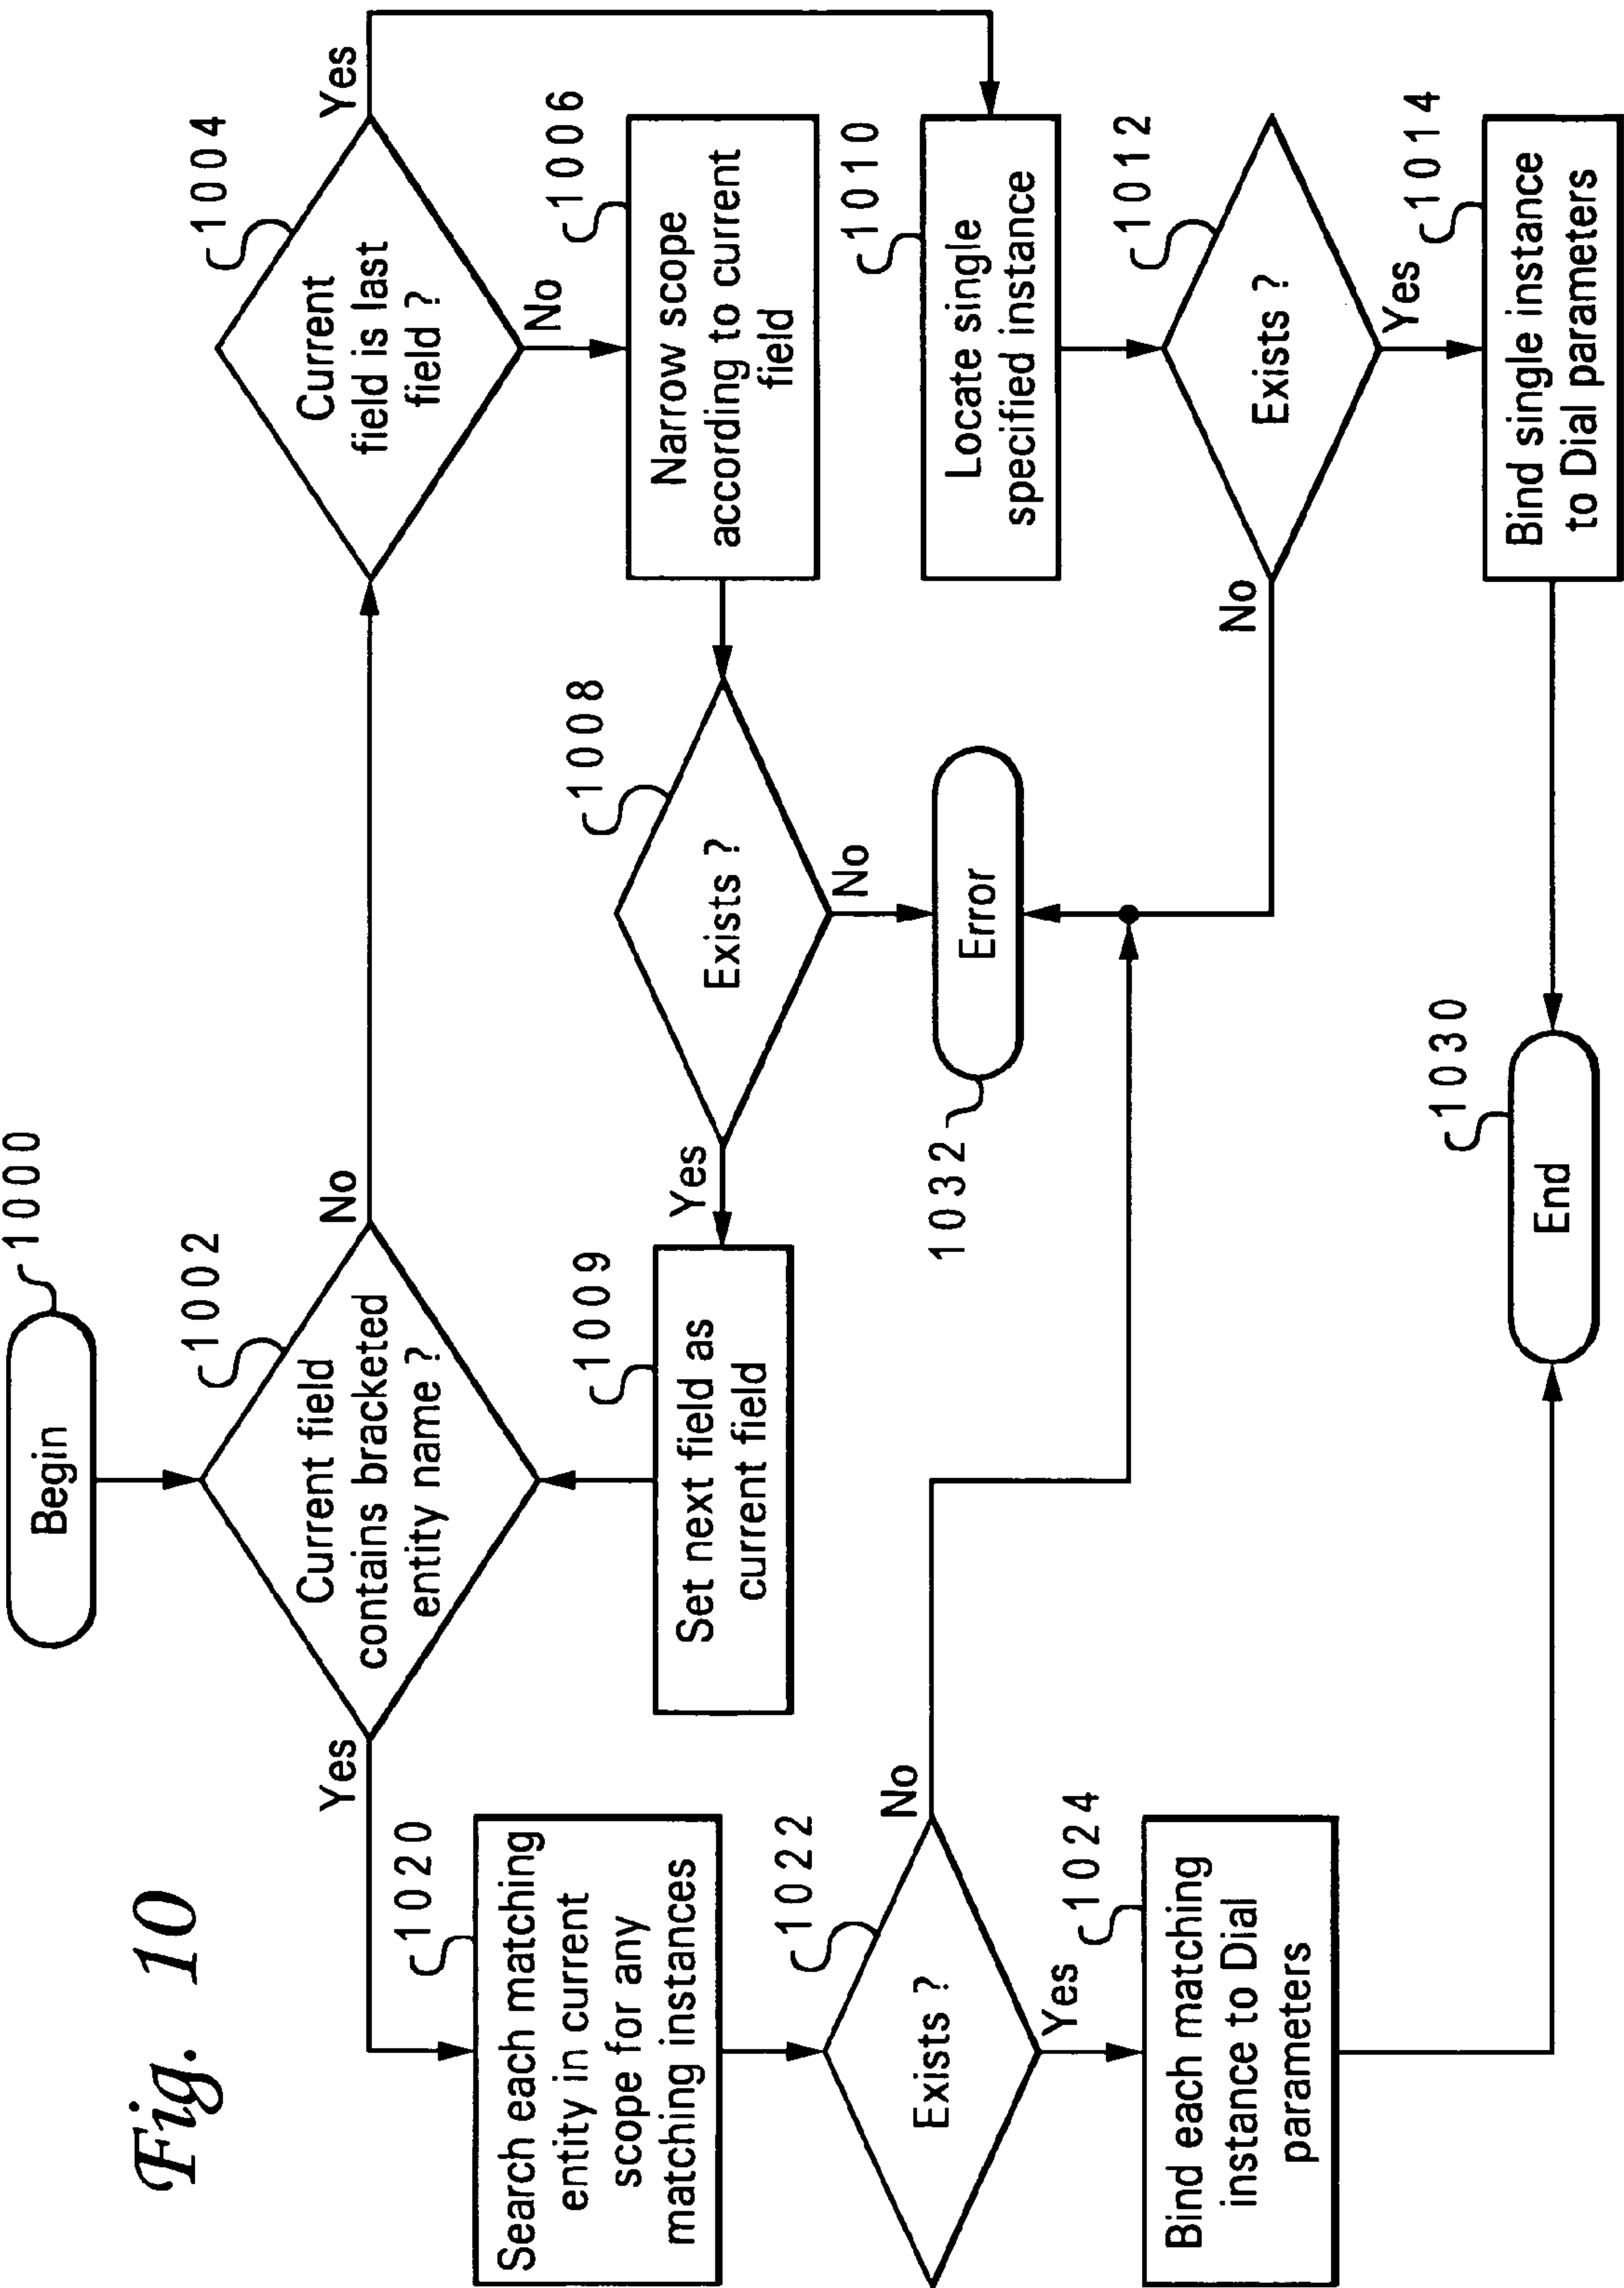 Fig. 10
Begin
1000
Current field
contains bracketed
entity name ?
1002
Yes
No
Current
field is last
field ?
1004
Yes
No
Narrow scope
according to current
field
1006
Exists ?
1008
Yes
No
Set next field as
current field
1009
Error
1032
Locate single
specified instance
1010
Exists ?
1012
No
Yes
Bind single instance
to Dial parameters
1014
Search each matching
entity in current
scope for any
matching instances
1020
Exists ?
1022
No
Yes
Bind each matching
instance to Dial
parameters
1024
End
1030